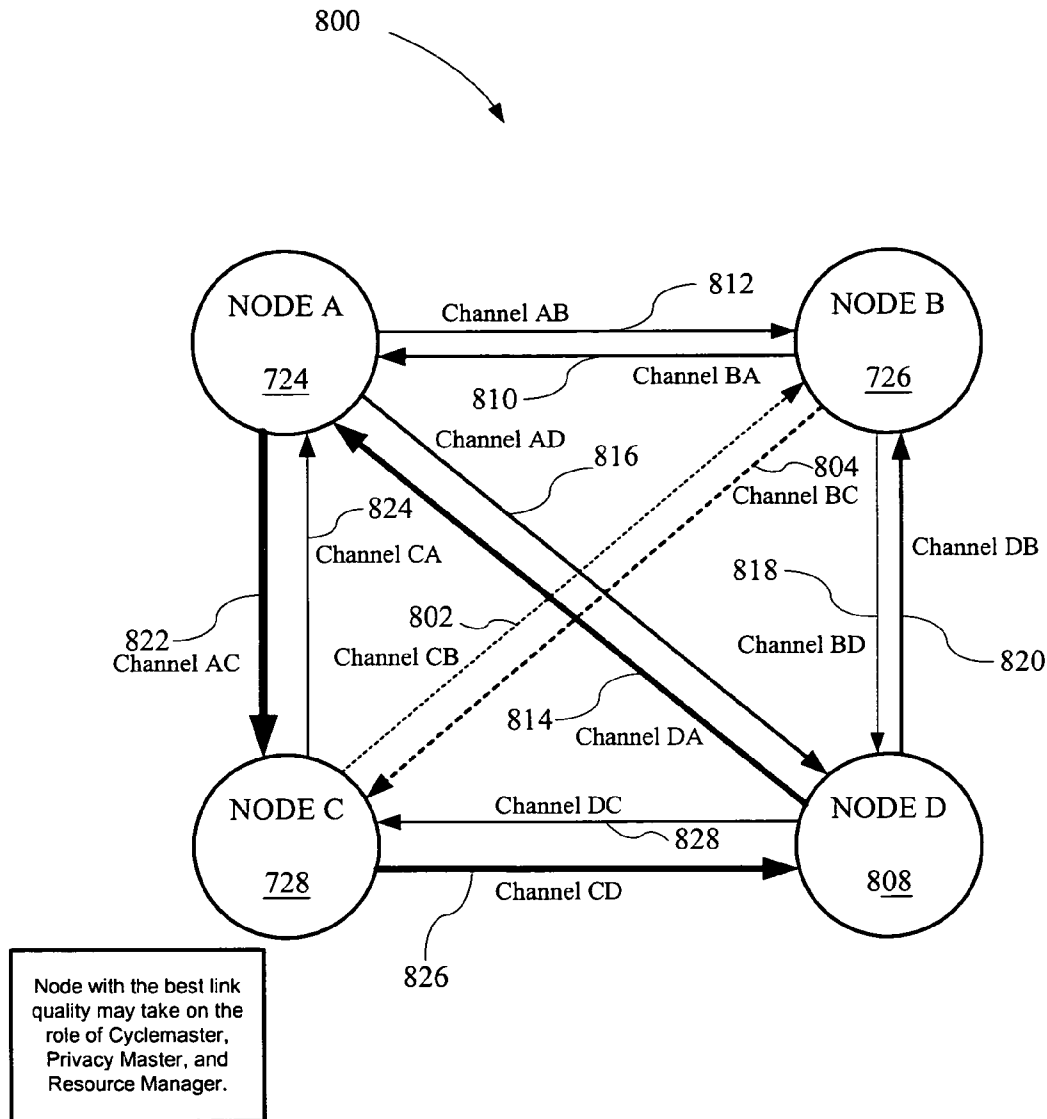 800
NODE A
724
NODE B
726
812
Channel AB
Channel BA
810
Channel AD
816
804
Channel BC
824
Channel CA
Channel DB
818
822
Channel AC
802
Channel CB
Channel BD
820
814
Channel DA
NODE C
728
Channel DC
828
NODE D
808
Channel CD
826
Node with the best link
quality may take on the
role of Cyclemaster,
Privacy Master, and
Resource Manager.